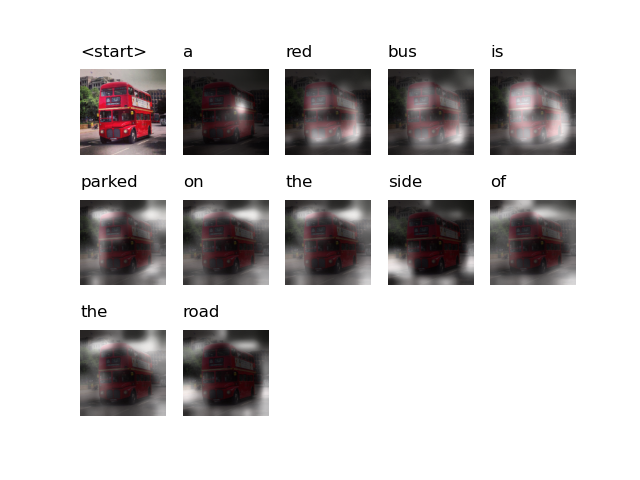 <start> a red bus is
parked on the side of
the road